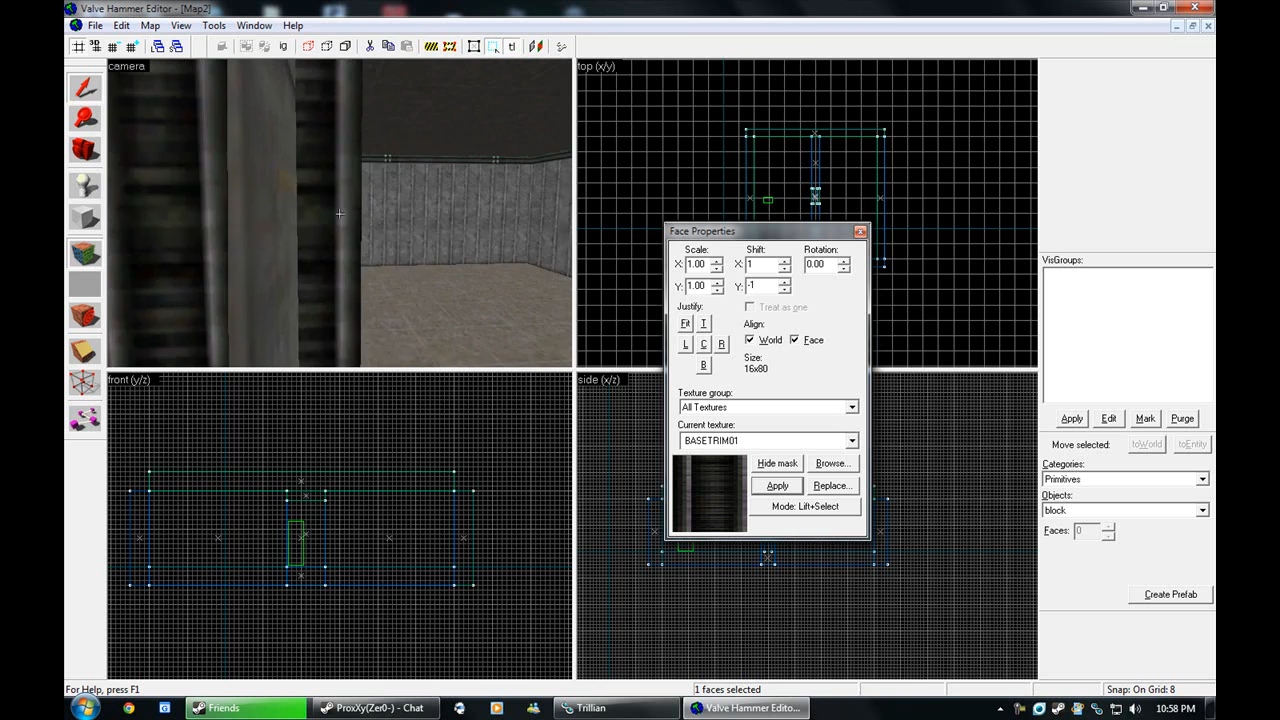 Valve Hammer Editor - [Map2]
File Edit Map View Tools Window Help
camera
top (x/y)
front (y/z)
side (x/z)
Face Properties
Scale: Shift: Rotation:
X: 1.00 X: 1 0.00
Y: 1.00 Y: -1
Justify: Treat as one
Fit T Align:
L C R World Face
B Size:
16x80
Texture group:
All Textures
Current texture:
BASETRIM01
Hide mask Browse...
Apply Replace...
Mode: Lift+Select
VisGroups:
Apply Edit Mark Purge
Move selected: toWorld toEntity
Categories:
Primitives
Objects:
block
Faces: 0
Create Prefab
For Help, press F1
1 faces selected
Snap: On Grid: 8
Friends
ProxXy(Zer0-) - Chat
Trillian
Valve Hammer Edito...
10:58 PM